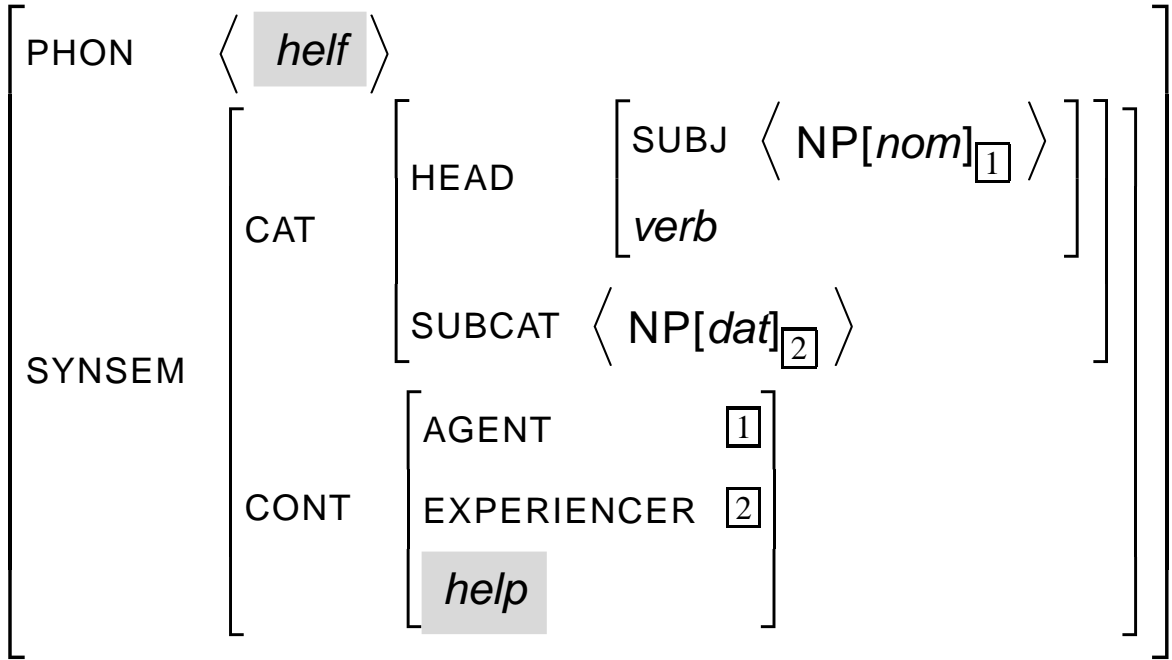 PHON ⟨ helf ⟩
SUBJ ⟨ NP[nom]1 ⟩
HEAD
verb
CAT
SUBCAT ⟨ NP[dat]2 ⟩
SYNSEM
AGENT 1
CONT
EXPERIENCER 2
help